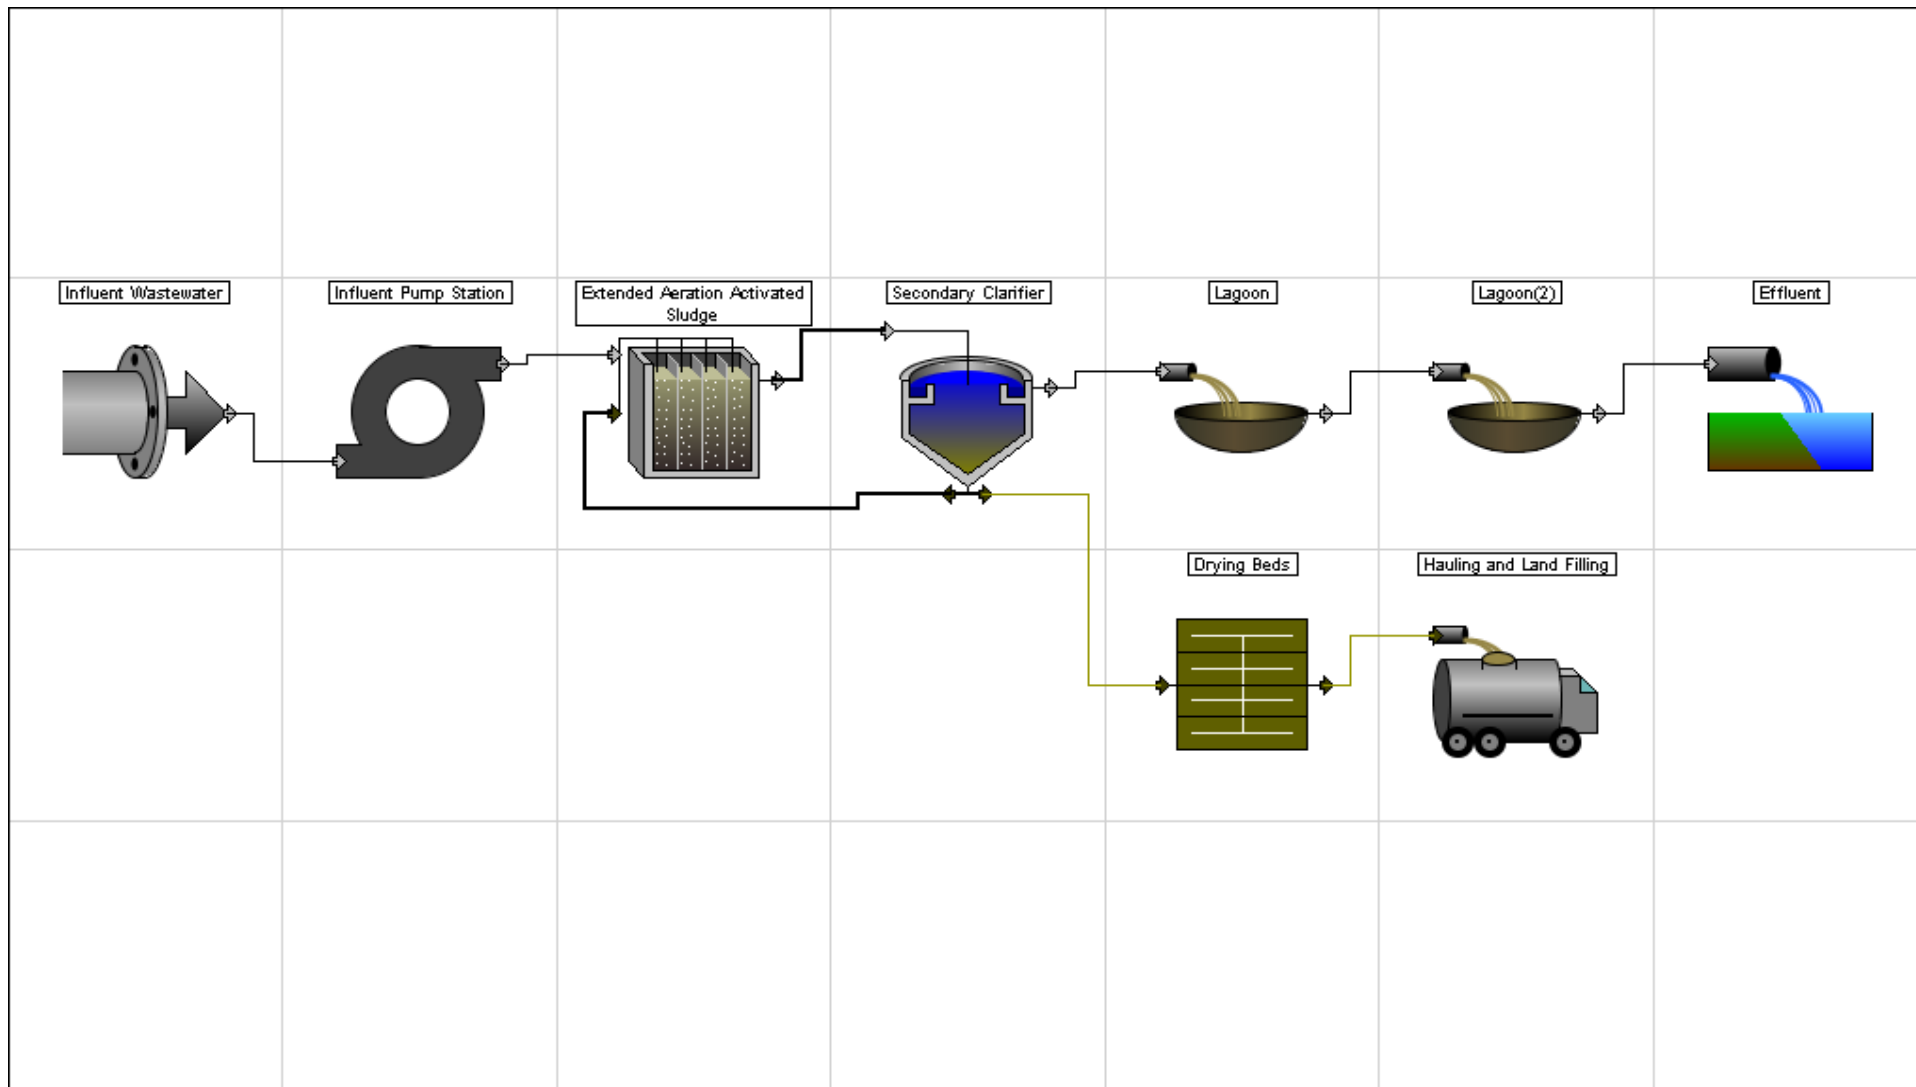 Influent Wastewater
Influent Pump Station
Extended Aeration Activated
Sludge
Secondary Clarifier
Lagoon
Lagoon(2)
Effluent
Drying Beds
Hauling and Land Filling